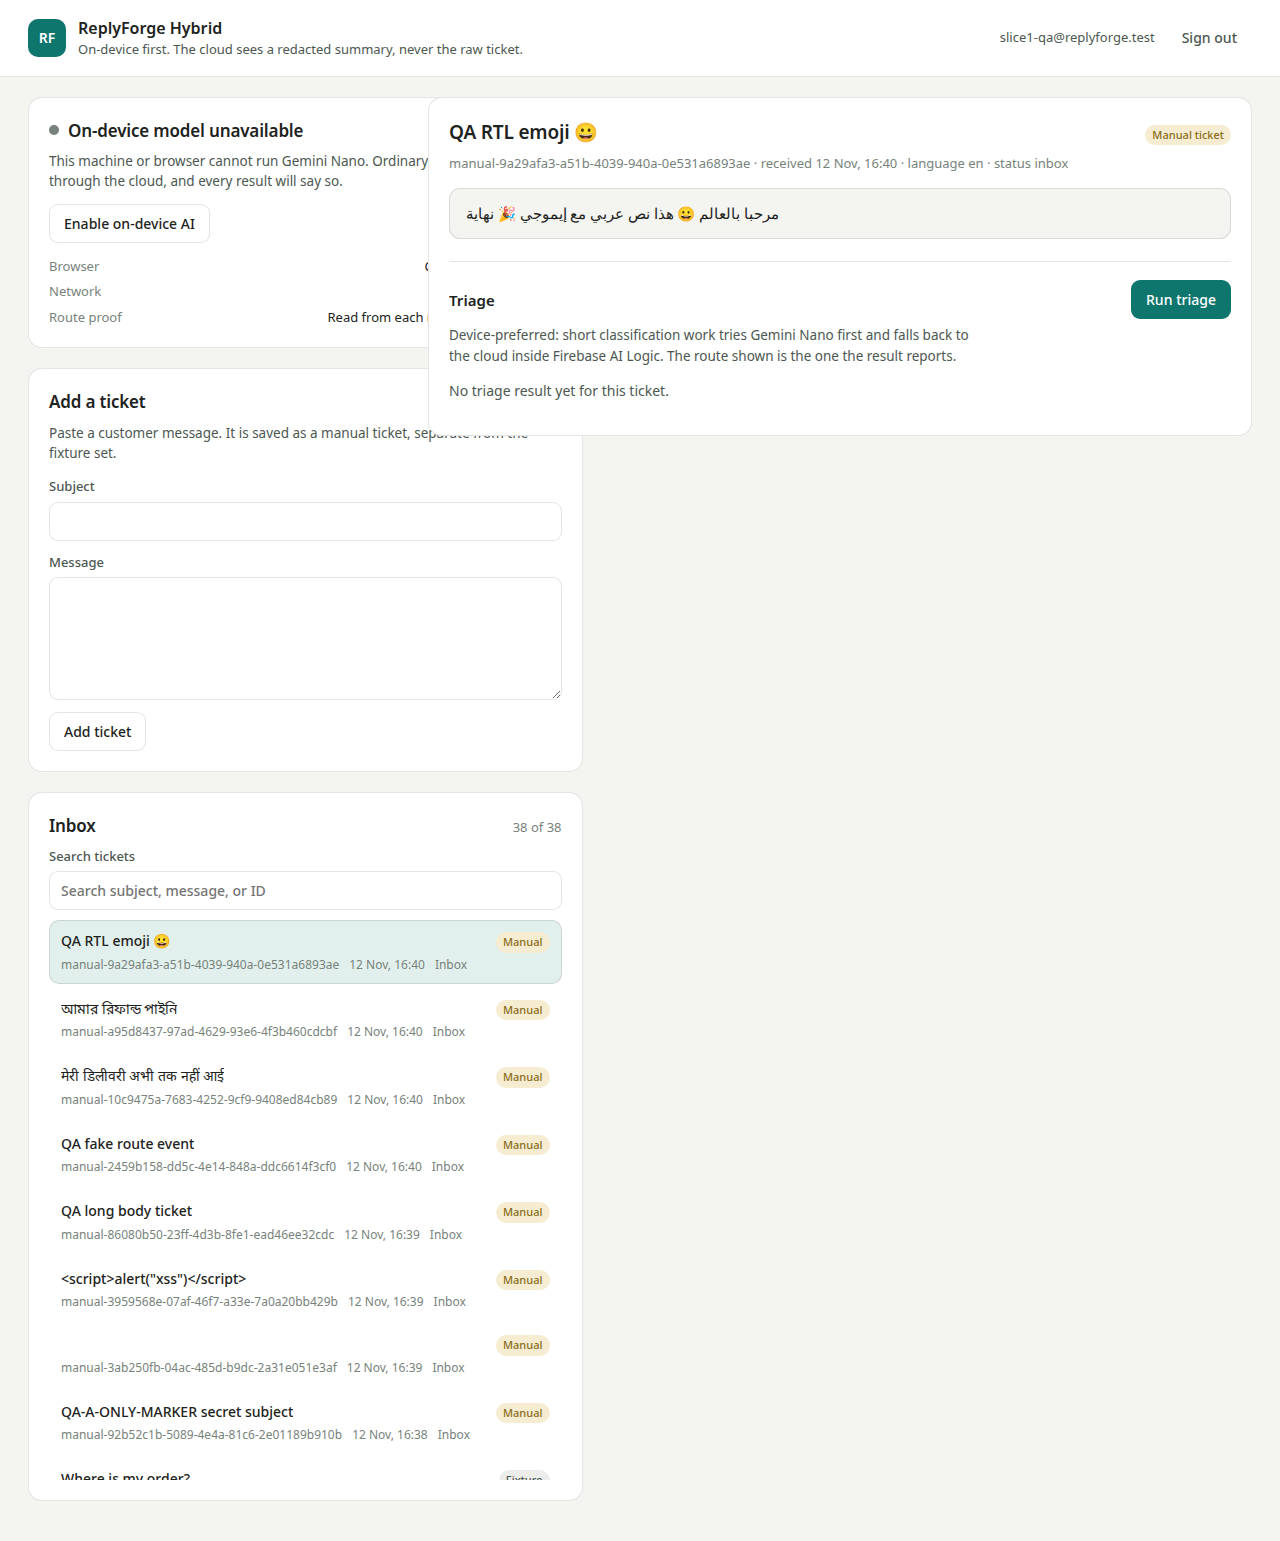 RF
ReplyForge Hybrid
On-device first. The cloud sees a redacted summary, never the raw ticket.
slice1-qa@replyforge.test
Sign out
On-device model unavailable
This machine or browser cannot run Gemini Nano. Ordinary
through the cloud, and every result will say so.
Enable on-device AI
Browser
Network
Route proof
Read from each
QA RTL emoji 😀
Manual ticket
manual-9a29afa3-a51b-4039-940a-0e531a6893ae · received 12 Nov, 16:40 · language en · status inbox
مرحبا بالعالم 😀 هذا نص عربي مع إيموجي 🎉 نهاية
Triage
Run triage
Device-preferred: short classification work tries Gemini Nano first and falls back to
the cloud inside Firebase AI Logic. The route shown is the one the result reports.
No triage result yet for this ticket.
Add a ticket
Paste a customer message. It is saved as a manual ticket, separate from the
fixture set.
Subject
Message
Add ticket
Inbox
38 of 38
Search tickets
Search subject, message, or ID
QA RTL emoji 😀
Manual
manual-9a29afa3-a51b-4039-940a-0e531a6893ae 12 Nov, 16:40 Inbox
আমার রিফান্ড পাইনি
Manual
manual-a95d8437-97ad-4629-93e6-4f3b460cdcbf 12 Nov, 16:40 Inbox
मेरी डिलीवरी अभी तक नहीं आई
Manual
manual-10c9475a-7683-4252-9cf9-9408ed84cb89 12 Nov, 16:40 Inbox
QA fake route event
Manual
manual-2459b158-dd5c-4e14-848a-ddc6614f3cf0 12 Nov, 16:40 Inbox
QA long body ticket
Manual
manual-86080b50-23ff-4d3b-8fe1-ead46ee32cdc 12 Nov, 16:39 Inbox
<script>alert("xss")</script>
Manual
manual-3959568e-07af-46f7-a33e-7a0a20bb429b 12 Nov, 16:39 Inbox
Manual
manual-3ab250fb-04ac-485d-b9dc-2a31e051e3af 12 Nov, 16:39 Inbox
QA-A-ONLY-MARKER secret subject
Manual
manual-92b52c1b-5089-4e4a-81c6-2e01189b910b 12 Nov, 16:38 Inbox
Where is my order?
Fixture